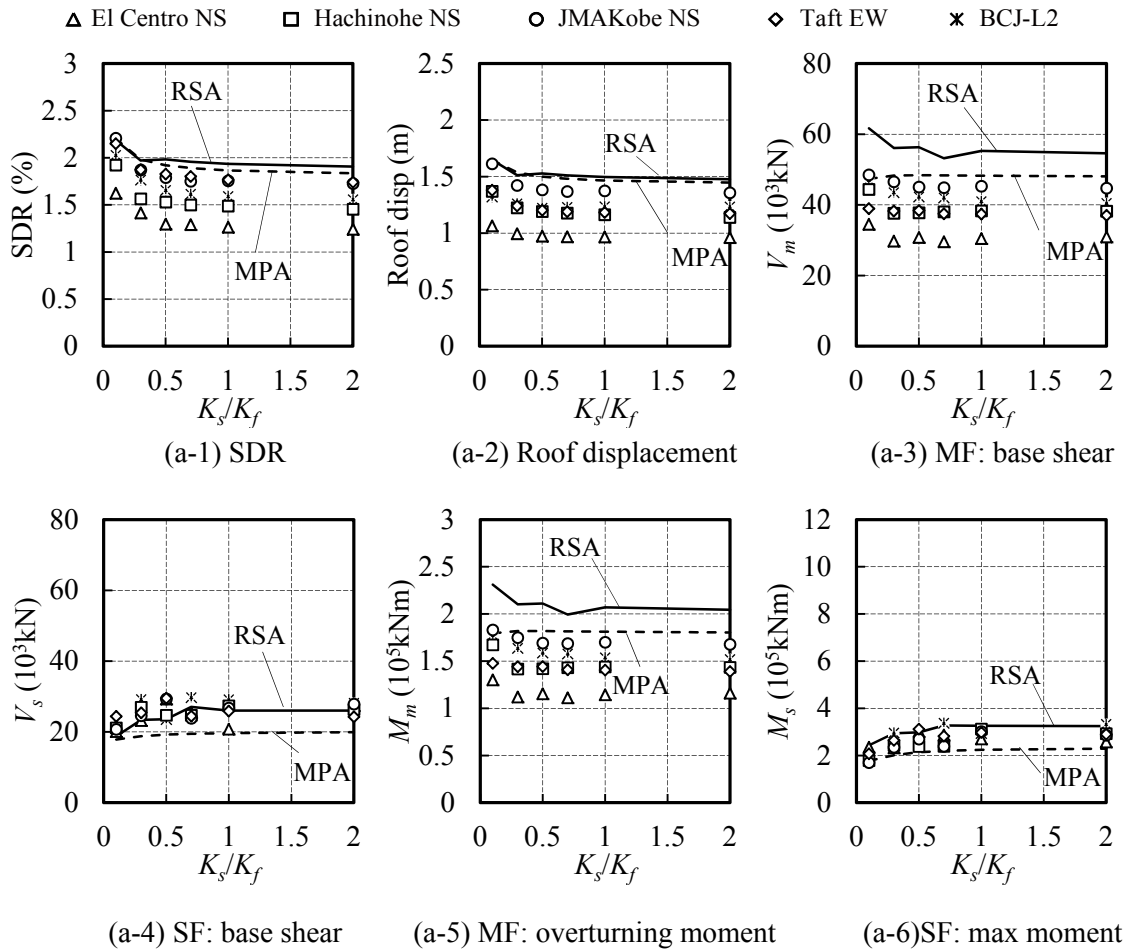 El Centro NS Hachinohe NS JMAKobe NS Taft EW BCJ-L2
SDR (%)
3
2.5
2
1.5
1
0.5
0
RSA
MPA
0 0.5 1 1.5 2
Ks/Kf
(a-1) SDR
Roof disp (m)
2.5
2
1.5
1
0.5
0
RSA
MPA
0 0.5 1 1.5 2
Ks/Kf
(a-2) Roof displacement
Vm (10³kN)
80
60
40
20
0
RSA
MPA
0 0.5 1 1.5 2
Ks/Kf
(a-3) MF: base shear
Vs (10³kN)
80
60
40
20
0
RSA
MPA
0 0.5 1 1.5 2
Ks/Kf
(a-4) SF: base shear
Mm (10⁵kNm)
3
2.5
2
1.5
1
0.5
0
RSA
MPA
0 0.5 1 1.5 2
Ks/Kf
(a-5) MF: overturning moment
Ms (10⁵kNm)
12
10
8
6
4
2
0
RSA
MPA
0 0.5 1 1.5 2
Ks/Kf
(a-6)SF: max moment